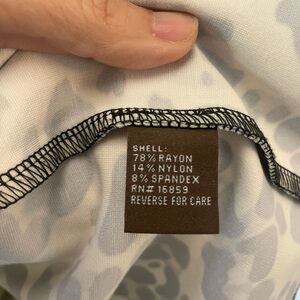 SHELL:
78% RAYON
14% NYLON
8% SPANDEX
RN# 16859
REVERSE FOR CARE